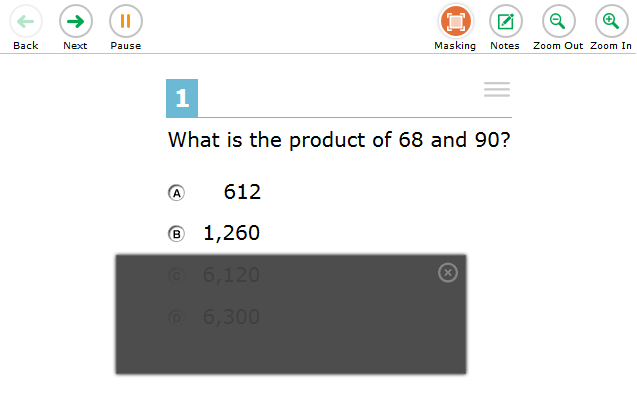 Back Next Pause Masking Notes Zoom Out Zoom In
1
What is the product of 68 and 90?
A 612
B 1,260
C 6,120
D 6,300